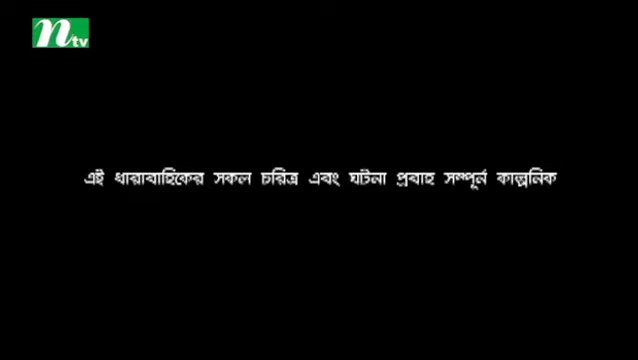 ntv
এই ধারাবাহিকের সকল চরিত্র এবং ঘটনা প্রবাহ সম্পূর্ন কাল্পনিক